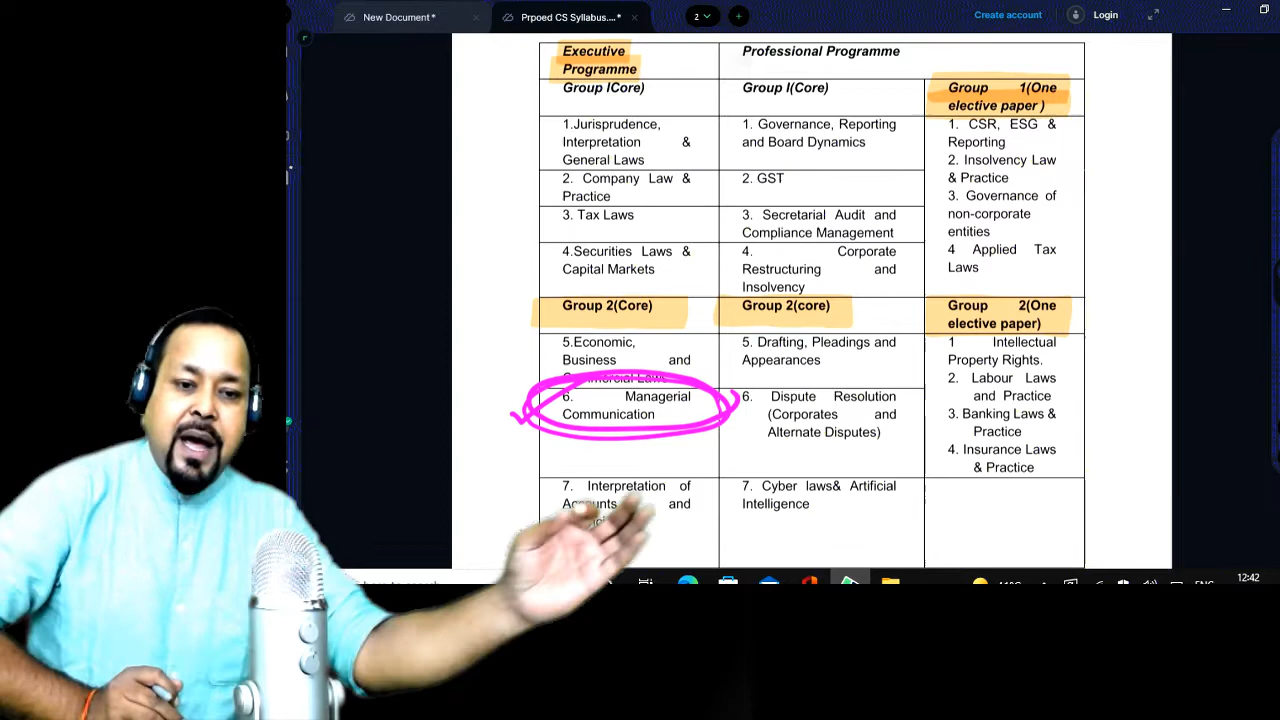 New Document*
Prpoed CS Syllabus....*
2
Create account
Login
Executive
Programme
Professional Programme
Group ICore)
Group I(Core)
Group 1(One
elective paper )
1.Jurisprudence,
Interpretation &
General Laws
1. Governance, Reporting
and Board Dynamics
1. CSR, ESG &
Reporting
2. Insolvency Law
& Practice
3. Governance of
non-corporate
entities
4 Applied Tax
Laws
2. Company Law &
Practice
2. GST
3. Tax Laws
3. Secretarial Audit and
Compliance Management
4.Securities Laws &
Capital Markets
4. Corporate
Restructuring and
Insolvency
Group 2(Core)
Group 2(core)
Group 2(One
elective paper)
5.Economic,
Business and
Commercial Laws
5. Drafting, Pleadings and
Appearances
1 Intellectual
Property Rights.
2. Labour Laws
and Practice
3. Banking Laws &
Practice
4. Insurance Laws
& Practice
6. Managerial
Communication
6. Dispute Resolution
(Corporates and
Alternate Disputes)
7. Interpretation of
Accounts and
7. Cyber laws& Artificial
Intelligence
ENG
12:42